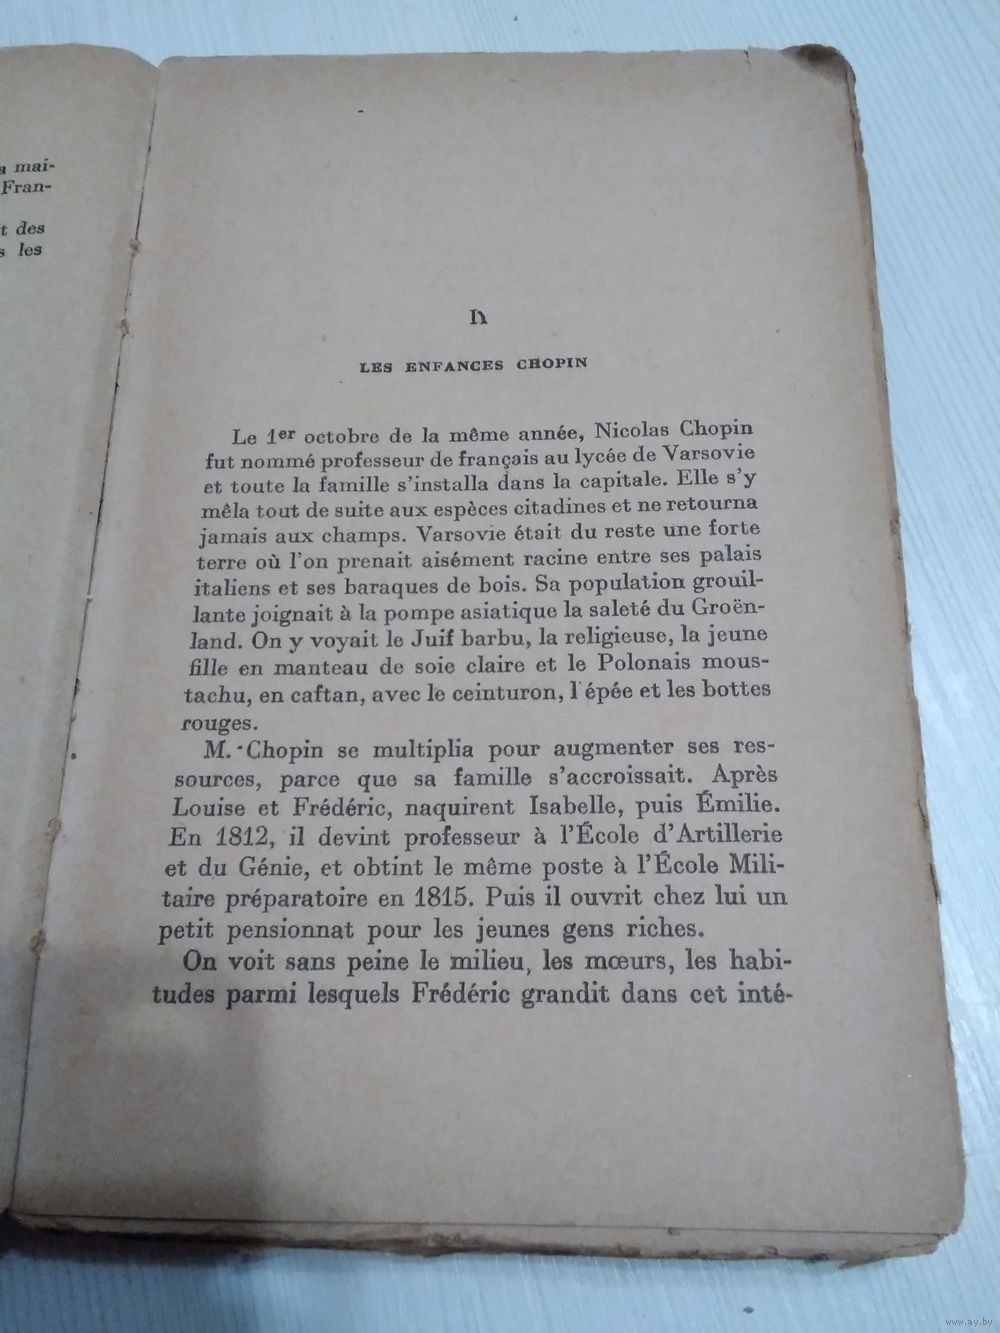 a mai-
Fran-
t des
s les
LES ENFANCES CHOPIN
Le 1er octobre de la même année, Nicolas Chopin
fut nommé professeur de français au lycée de Varsovie
et toute la famille s'installa dans la capitale. Elle s'y
mêla tout de suite aux espèces citadines et ne retourna
jamais aux champs. Varsovie était du reste une forte
terre où l'on prenait aisément racine entre ses palais
italiens et ses baraques de bois. Sa population grouil-
lante joignait à la pompe asiatique la saleté du Groën-
land. On y voyait le Juif barbu, la religieuse, la jeune
fille en manteau de soie claire et le Polonais mous-
tachu, en caftan, avec le ceinturon, l'épée et les bottes
rouges.
M. Chopin se multiplia pour augmenter ses res-
sources, parce que sa famille s'accroissait. Après
Louise et Frédéric, naquirent Isabelle, puis Émilie.
En 1812, il devint professeur à l'École d'Artillerie
et du Génie, et obtint le même poste à l'École Mili-
taire préparatoire en 1815. Puis il ouvrit chez lui un
petit pensionnat pour les jeunes gens riches.
On voit sans peine le milieu, les mœurs, les habi-
tudes parmi lesquels Frédéric grandit dans cet inté-
www.ay.by